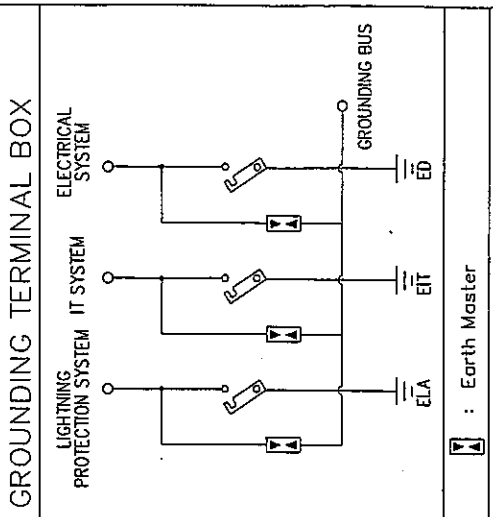 GROUNDING TERMINAL BOX
LIGHTNING
PROTECTION SYSTEM
IT SYSTEM
ELECTRICAL
SYSTEM
GROUNDING BUS
ELA
EIT
ED
: Earth Master